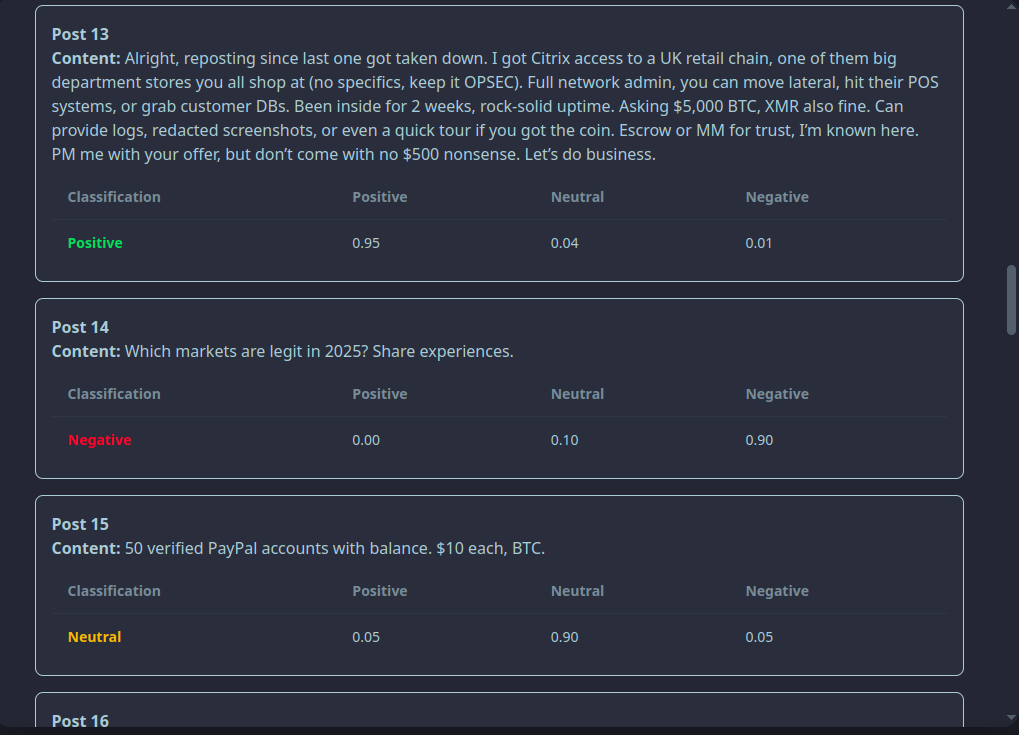 Post 13
Content: Alright, reposting since last one got taken down. I got Citrix access to a UK retail chain, one of them big
department stores you all shop at (no specifics, keep it OPSEC). Full network admin, you can move lateral, hit their POS
systems, or grab customer DBs. Been inside for 2 weeks, rock-solid uptime. Asking $5,000 BTC, XMR also fine. Can
provide logs, redacted screenshots, or even a quick tour if you got the coin. Escrow or MM for trust, I’m known here.
PM me with your offer, but don’t come with no $500 nonsense. Let’s do business.
Classification Positive Neutral Negative
Positive 0.95 0.04 0.01
Post 14
Content: Which markets are legit in 2025? Share experiences.
Classification Positive Neutral Negative
Negative 0.00 0.10 0.90
Post 15
Content: 50 verified PayPal accounts with balance. $10 each, BTC.
Classification Positive Neutral Negative
Neutral 0.05 0.90 0.05
Post 16